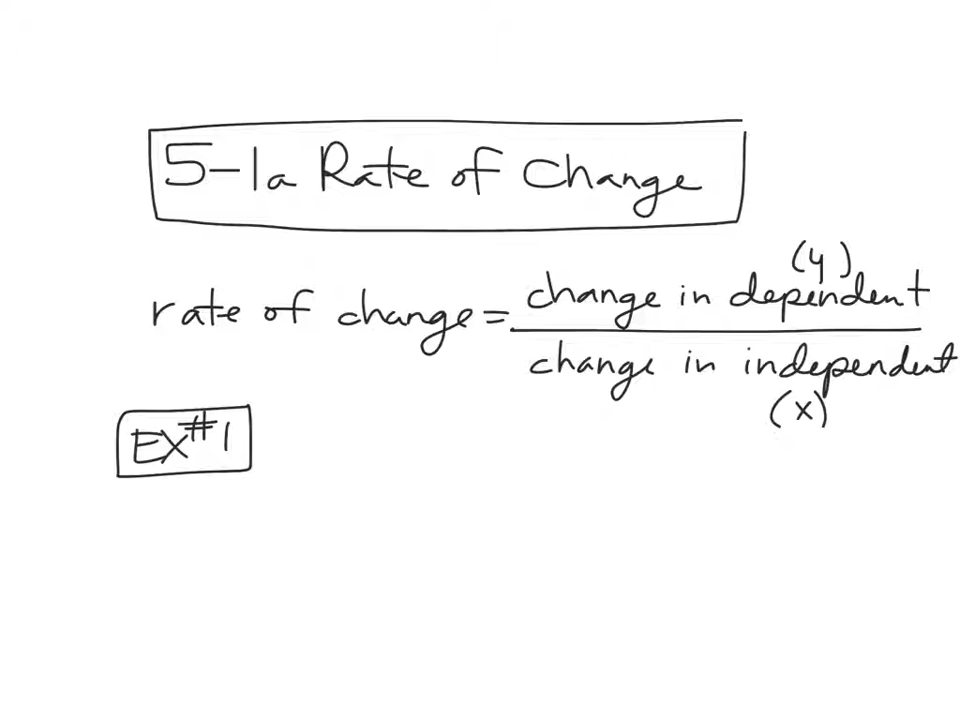 5-1a Rate of Change
(y)
rate of change = change in dependent
change in independent
(x)
EX#1